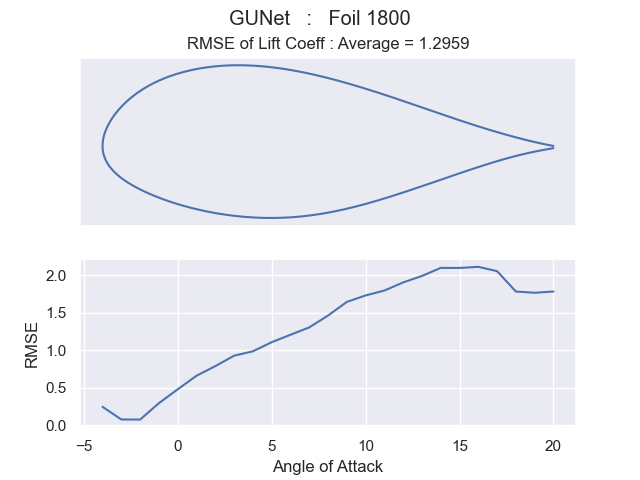 GUNet : Foil 1800
RMSE of Lift Coeff : Average = 1.2959
2.0
1.5
1.0
0.5
0.0
RMSE
−5 0 5 10 15 20
Angle of Attack